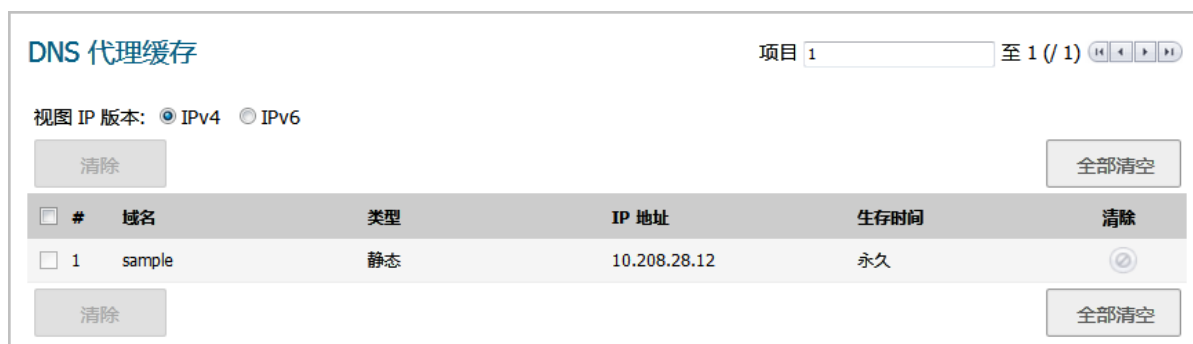 DNS 代理缓存 项目 1 至 1 (/ 1)
视图 IP 版本: IPv4 IPv6
清除 全部清空
# 域名 类型 IP 地址 生存时间 清除
1 sample 静态 10.208.28.12 永久
清除 全部清空